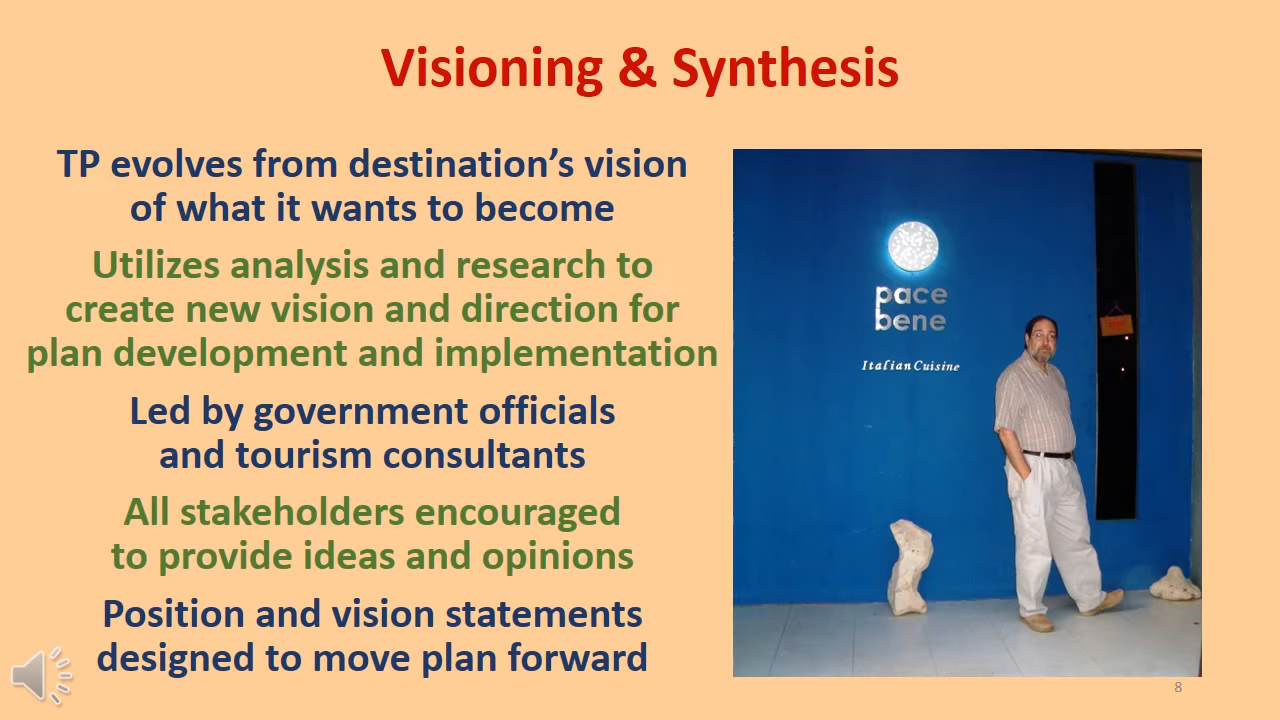 Visioning & Synthesis
TP evolves from destination’s vision
of what it wants to become
Utilizes analysis and research to
create new vision and direction for
plan development and implementation
Led by government officials
and tourism consultants
All stakeholders encouraged
to provide ideas and opinions
Position and vision statements
designed to move plan forward
pace
bene
Italian Cuisine
8